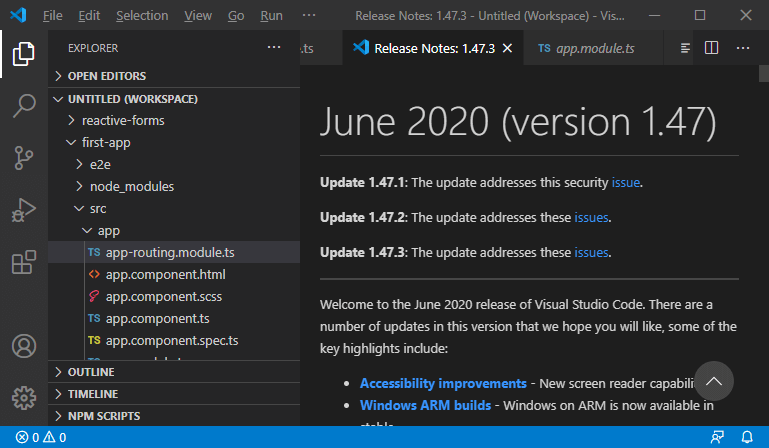 File Edit Selection View Go Run ··· Release Notes: 1.47.3 - Untitled (Workspace) - Vis...
EXPLORER ···
.ts Release Notes: 1.47.3 TS app.module.ts ···
OPEN EDITORS
UNTITLED (WORKSPACE)
reactive-forms
first-app
e2e
node_modules
src
app
TS app-routing.module.ts
<> app.component.html
app.component.scss
TS app.component.ts
TS app.component.spec.ts
OUTLINE
TIMELINE
NPM SCRIPTS
June 2020 (version 1.47)
Update 1.47.1: The update addresses this security issue.
Update 1.47.2: The update addresses these issues.
Update 1.47.3: The update addresses these issues.
Welcome to the June 2020 release of Visual Studio Code. There are a
number of updates in this version that we hope you will like, some of the
key highlights include:
• Accessibility improvements - New screen reader capabili
• Windows ARM builds - Windows on ARM is now available in
0 0